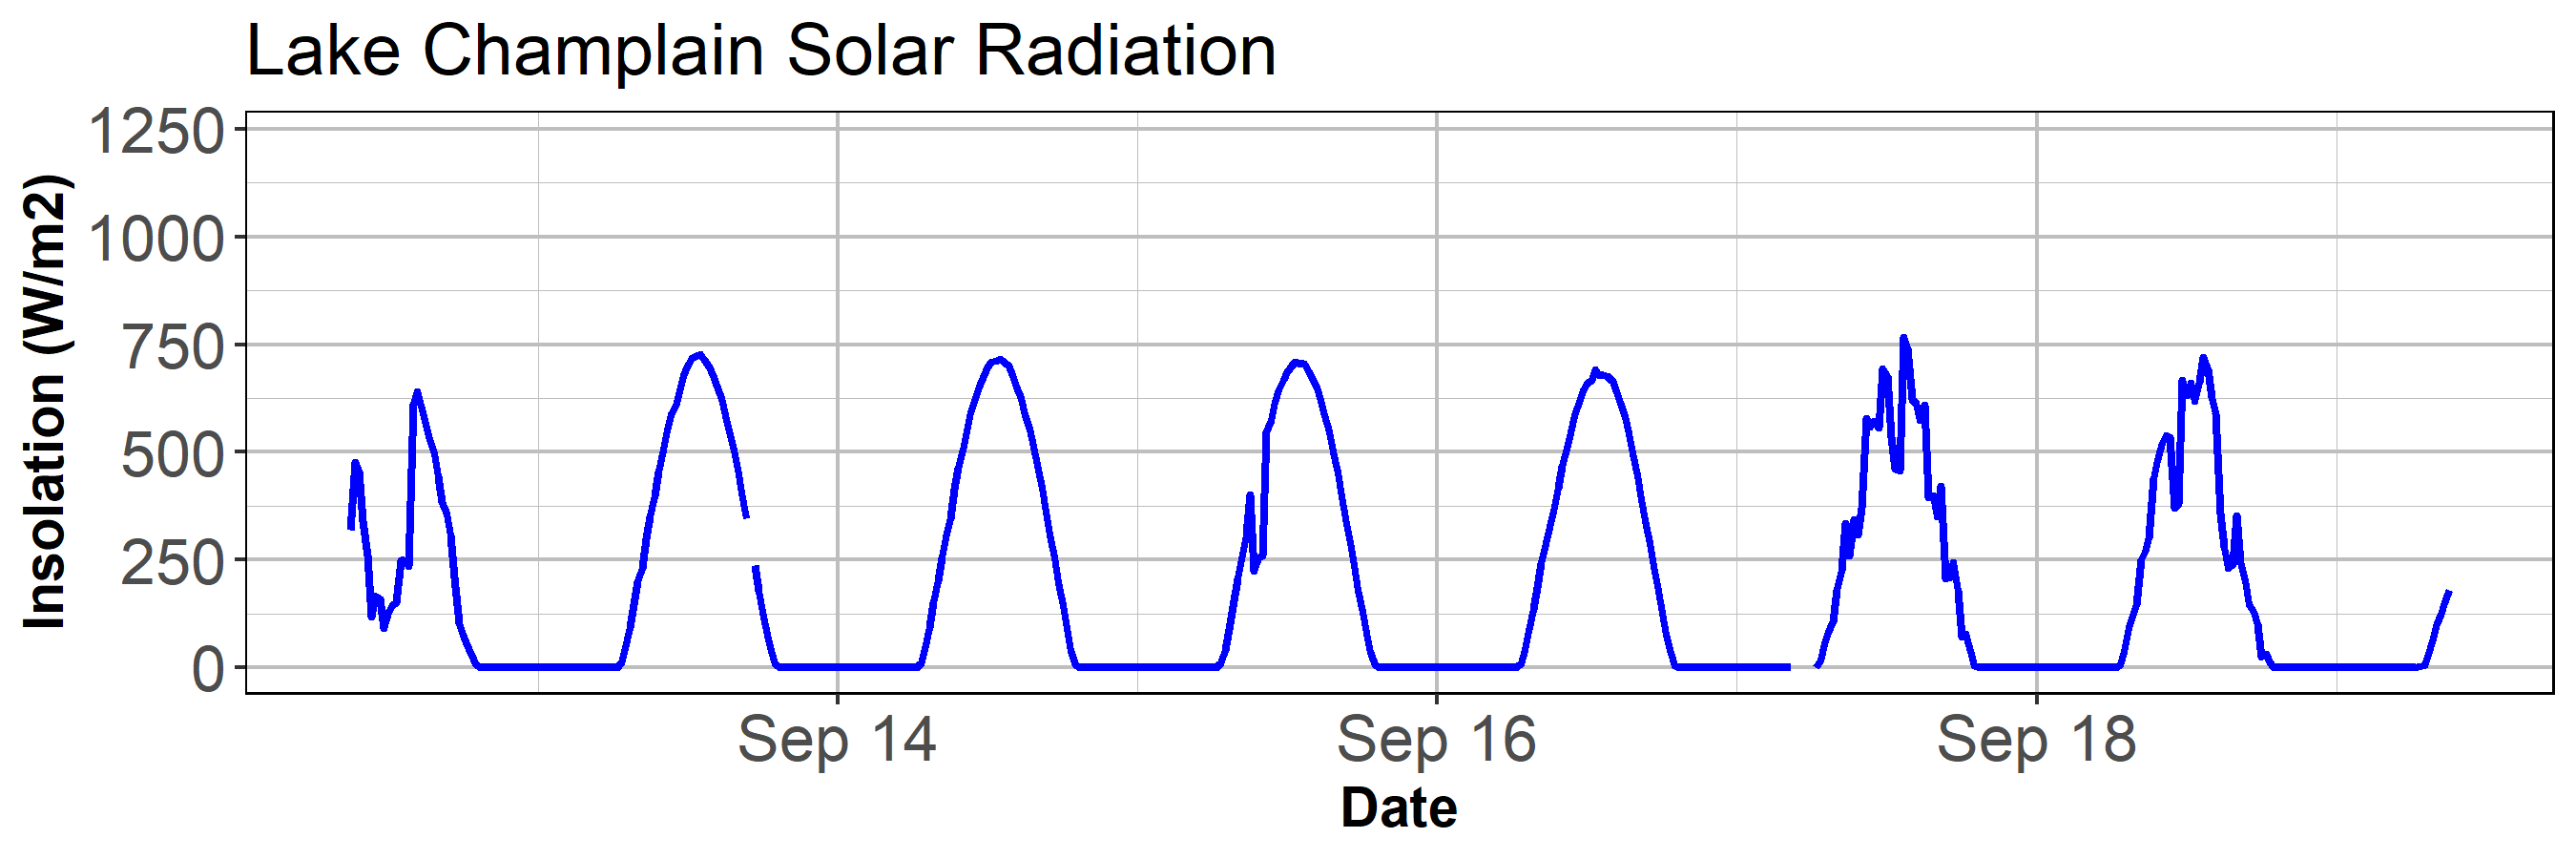 Lake Champlain Solar Radiation
Insolation (W/m2)
1250
1000
750
500
250
0
Sep 14 Sep 16 Sep 18
Date